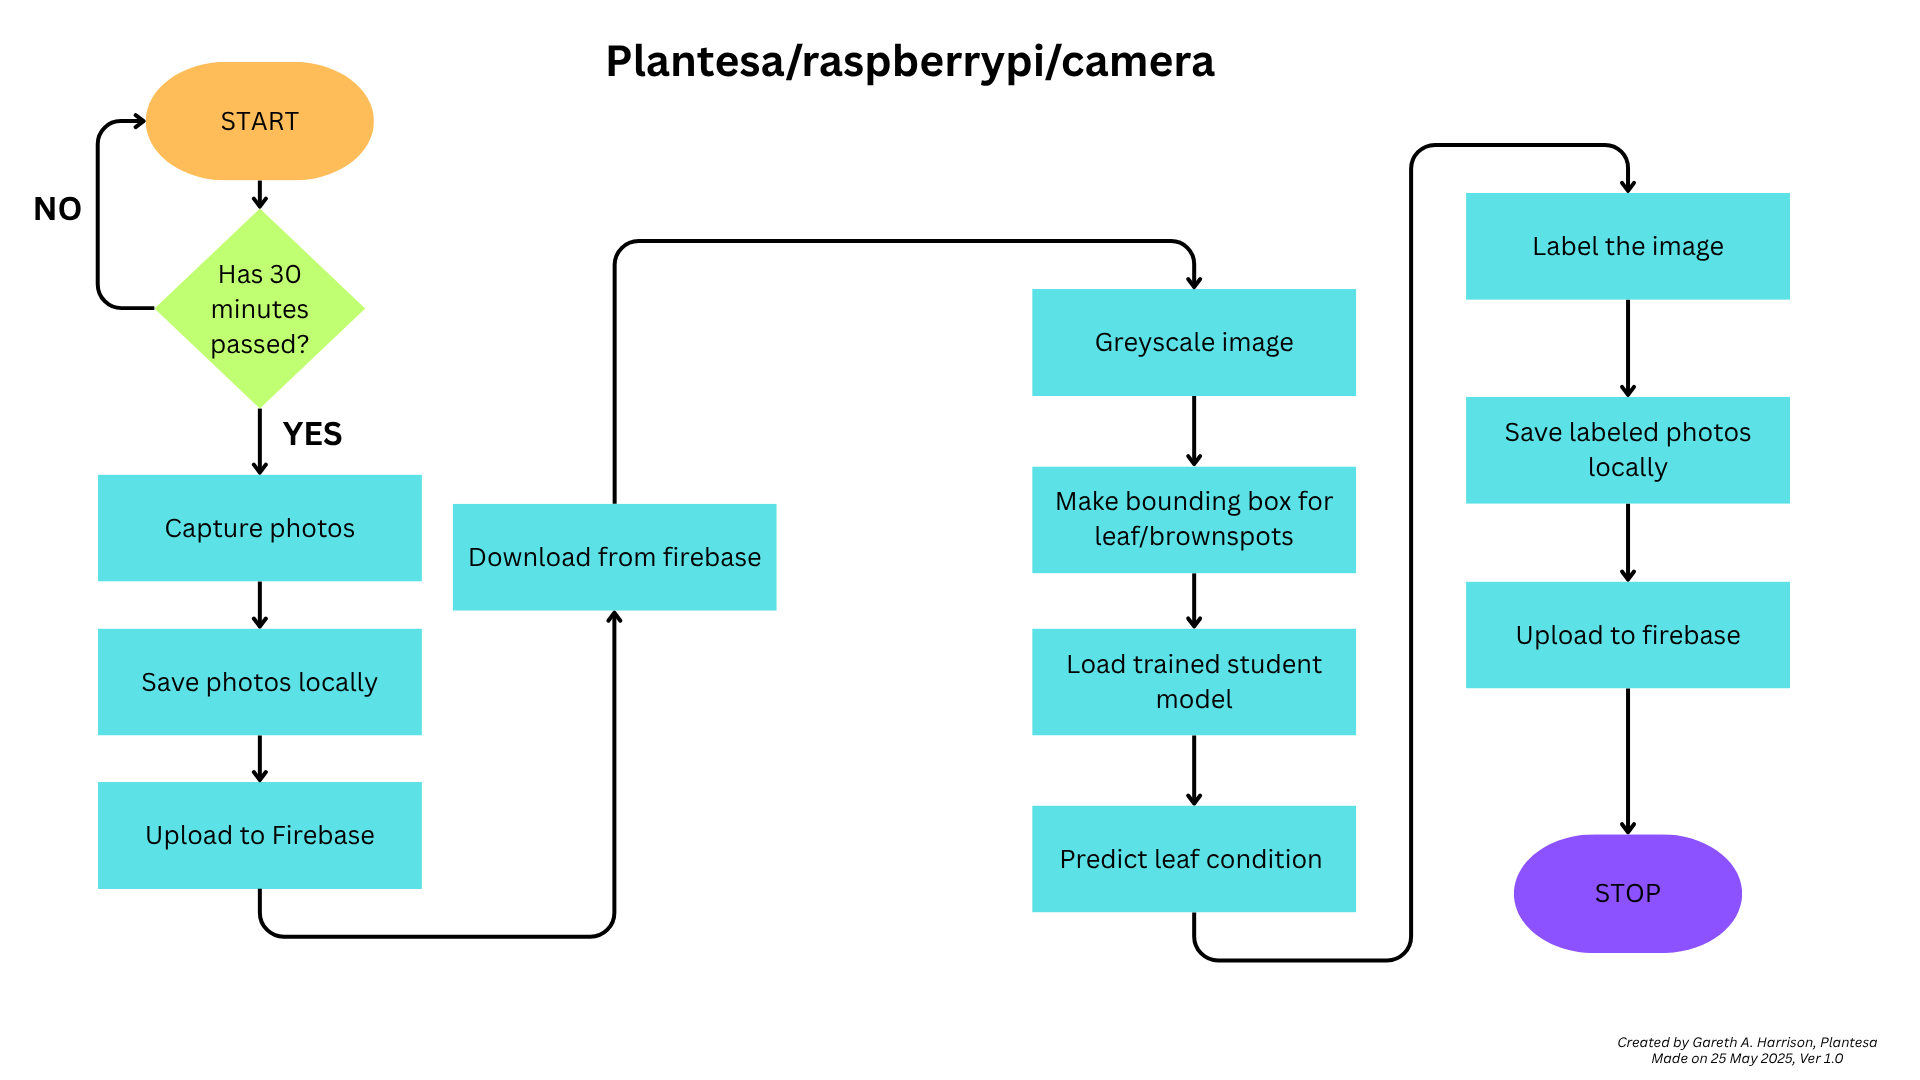 Plantesa/raspberrypi/camera
START
NO
Has 30
minutes
passed?
YES
Capture photos
Save photos locally
Upload to Firebase
Download from firebase
Greyscale image
Make bounding box for
leaf/brownspots
Load trained student
model
Predict leaf condition
Label the image
Save labeled photos
locally
Upload to firebase
STOP
Created by Gareth A. Harrison, Plantesa
Made on 25 May 2025, Ver 1.0